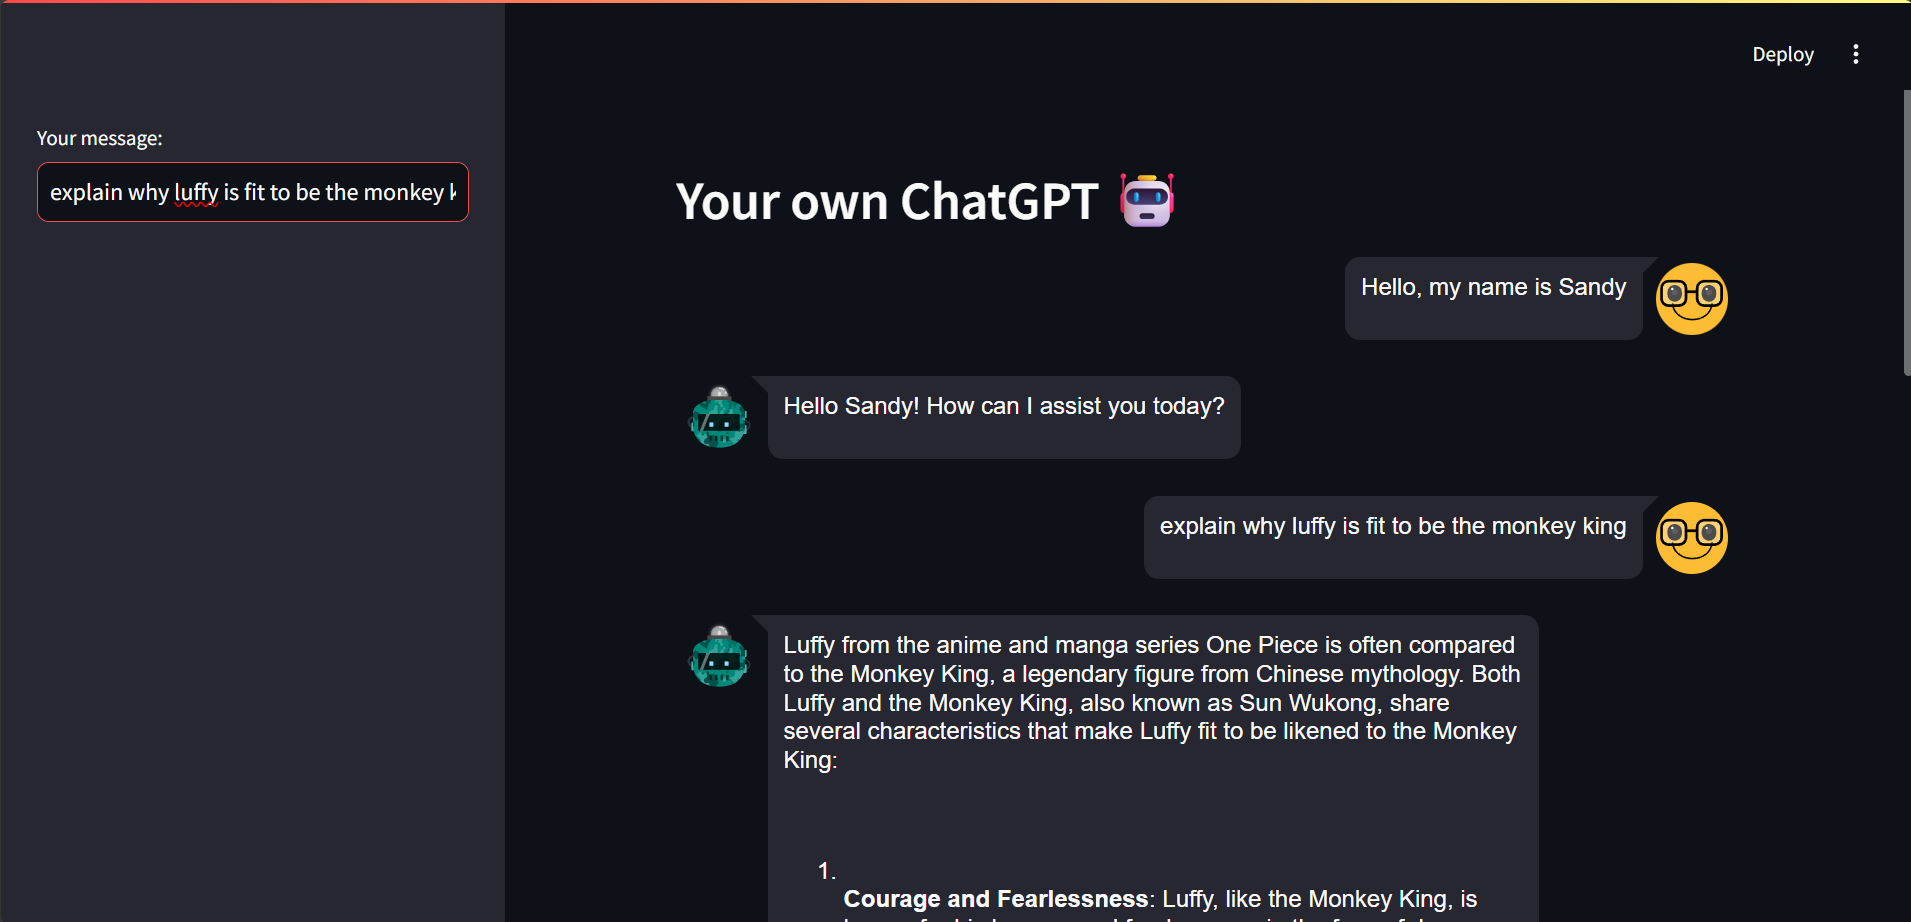 Deploy
Your message:
explain why luffy is fit to be the monkey
Your own ChatGPT
Hello, my name is Sandy
Hello Sandy! How can I assist you today?
explain why luffy is fit to be the monkey king
Luffy from the anime and manga series One Piece is often compared
to the Monkey King, a legendary figure from Chinese mythology. Both
Luffy and the Monkey King, also known as Sun Wukong, share
several characteristics that make Luffy fit to be likened to the Monkey
King:
1.
Courage and Fearlessness: Luffy, like the Monkey King, is